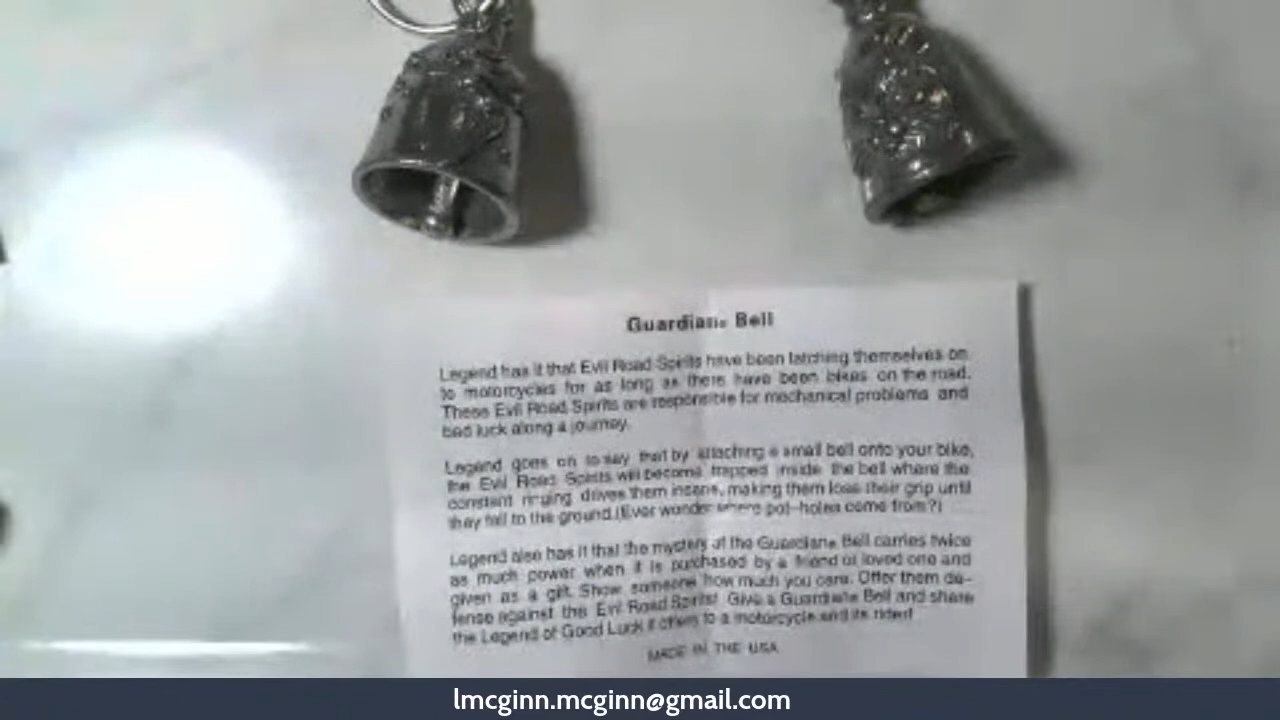 Guardian® Bell
Legend has it that Evil Road Spirits have been latching themselves on
to motorcycles for as long as there have been bikes on the road.
These Evil Road Spirits are responsible for mechanical problems and
bad luck along a journey.
Legend goes on to say that by attaching a small bell onto your bike,
the Evil Road Spirits will become trapped inside the bell where the
constant ringing drives them insane, making them lose their grip until
they fall to the ground.(Ever wonder where pot-holes come from?)
Legend also has it that the mystery of the Guardian® Bell carries twice
as much power when it is purchased by a friend or loved one and
given as a gift. Show someone how much you care. Offer them de-
fense against the Evil Road Spirits! Give a Guardian® Bell and share
the Legend of Good Luck it offers to a motorcycle and its rider!
MADE IN THE USA
lmcginn.mcginn@gmail.com